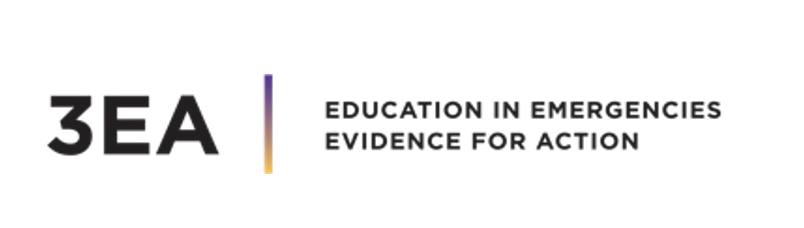 3EA
EDUCATION IN EMERGENCIES
EVIDENCE FOR ACTION